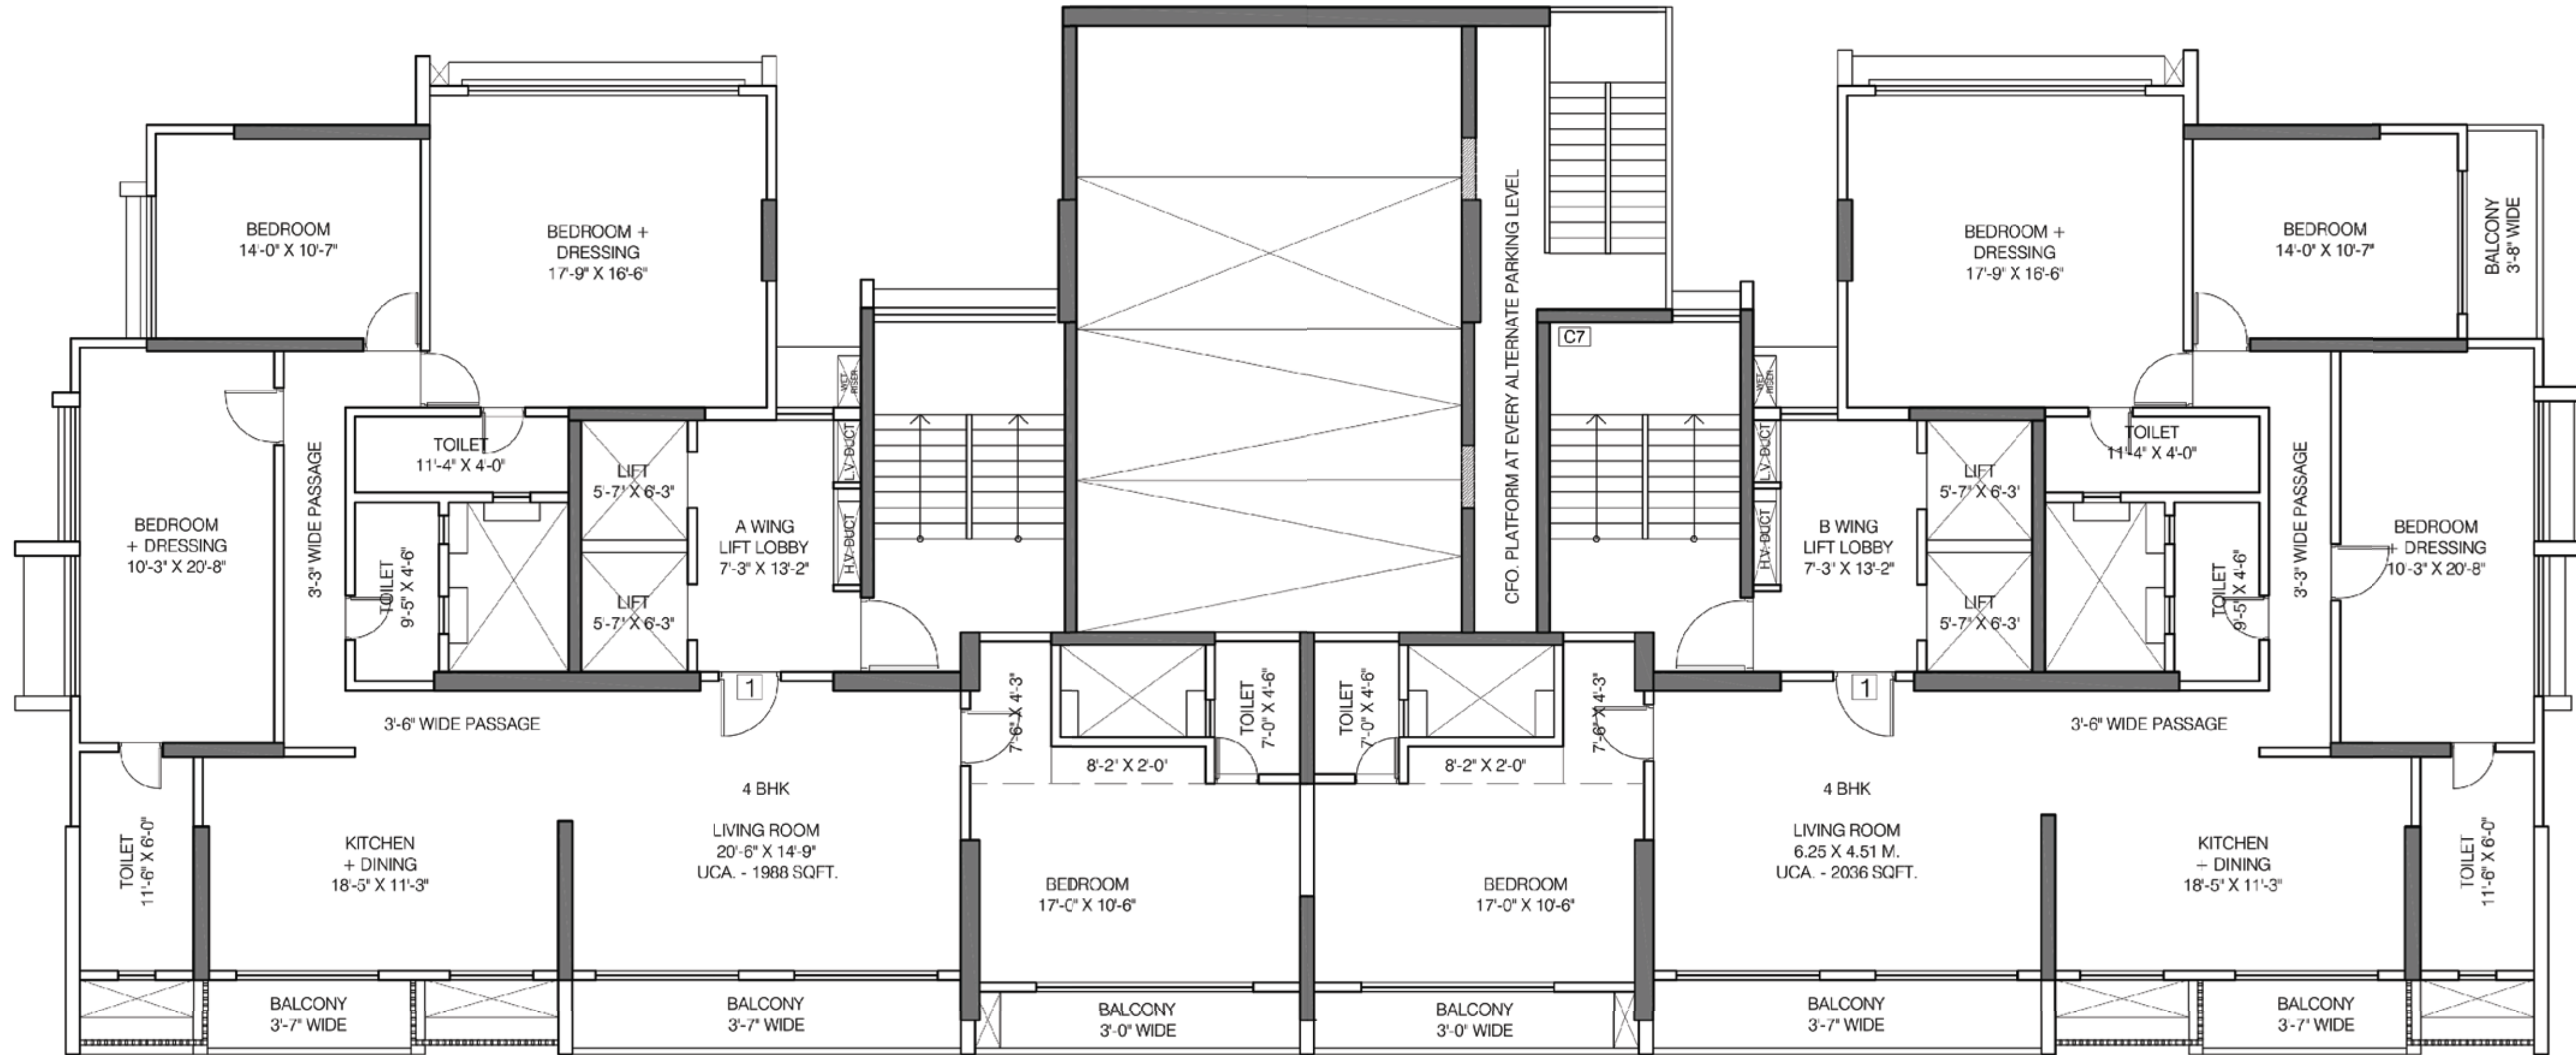 BEDROOM
14'-0" X 10'-7"
BEDROOM +
DRESSING
17'-9" X 16'-6"
CFO. PLATFORM AT EVERY ALTERNATE PARKING LEVEL
BEDROOM +
DRESSING
17'-9" X 16'-6"
BEDROOM
14'-0" X 10'-7"
BALCONY
3'-8" WIDE
C7
WET
RISER
WET
RISER
BEDROOM
+ DRESSING
10'-3" X 20'-8"
3'-3" WIDE PASSAGE
TOILET
11'-4" X 4'-0"
TOILET
9'-5" X 4'-6"
LIFT
5'-7" X 6'-3"
LIFT
5'-7" X 6'-3"
A WING
LIFT LOBBY
7'-3" X 13'-2"
L.V. DUCT
H.V. DUCT
L.V. DUCT
H.V. DUCT
B WING
LIFT LOBBY
7'-3" X 13'-2"
LIFT
5'-7" X 6'-3"
LIFT
5'-7" X 6'-3"
TOILET
11'-4" X 4'-0"
TOILET
9'-5" X 4'-6"
3'-3" WIDE PASSAGE
BEDROOM
+ DRESSING
10'-3" X 20'-8"
1
3'-6" WIDE PASSAGE
7'-6" X 4'-3"
TOILET
7'-0" X 4'-6"
TOILET
7'-0" X 4'-6"
7'-6" X 4'-3"
1
3'-6" WIDE PASSAGE
8'-2" X 2'-0"
8'-2" X 2'-0"
TOILET
11'-6" X 6'-0"
KITCHEN
+ DINING
18'-5" X 11'-3"
4 BHK
LIVING ROOM
20'-6" X 14'-9"
UCA. - 1988 SQFT.
BEDROOM
17'-0" X 10'-6"
BEDROOM
17'-0" X 10'-6"
4 BHK
LIVING ROOM
6.25 X 4.51 M.
UCA. - 2036 SQFT.
KITCHEN
+ DINING
18'-5" X 11'-3"
TOILET
11'-6" X 6'-0"
BALCONY
3'-7" WIDE
BALCONY
3'-7" WIDE
BALCONY
3'-0" WIDE
BALCONY
3'-0" WIDE
BALCONY
3'-7" WIDE
BALCONY
3'-7" WIDE